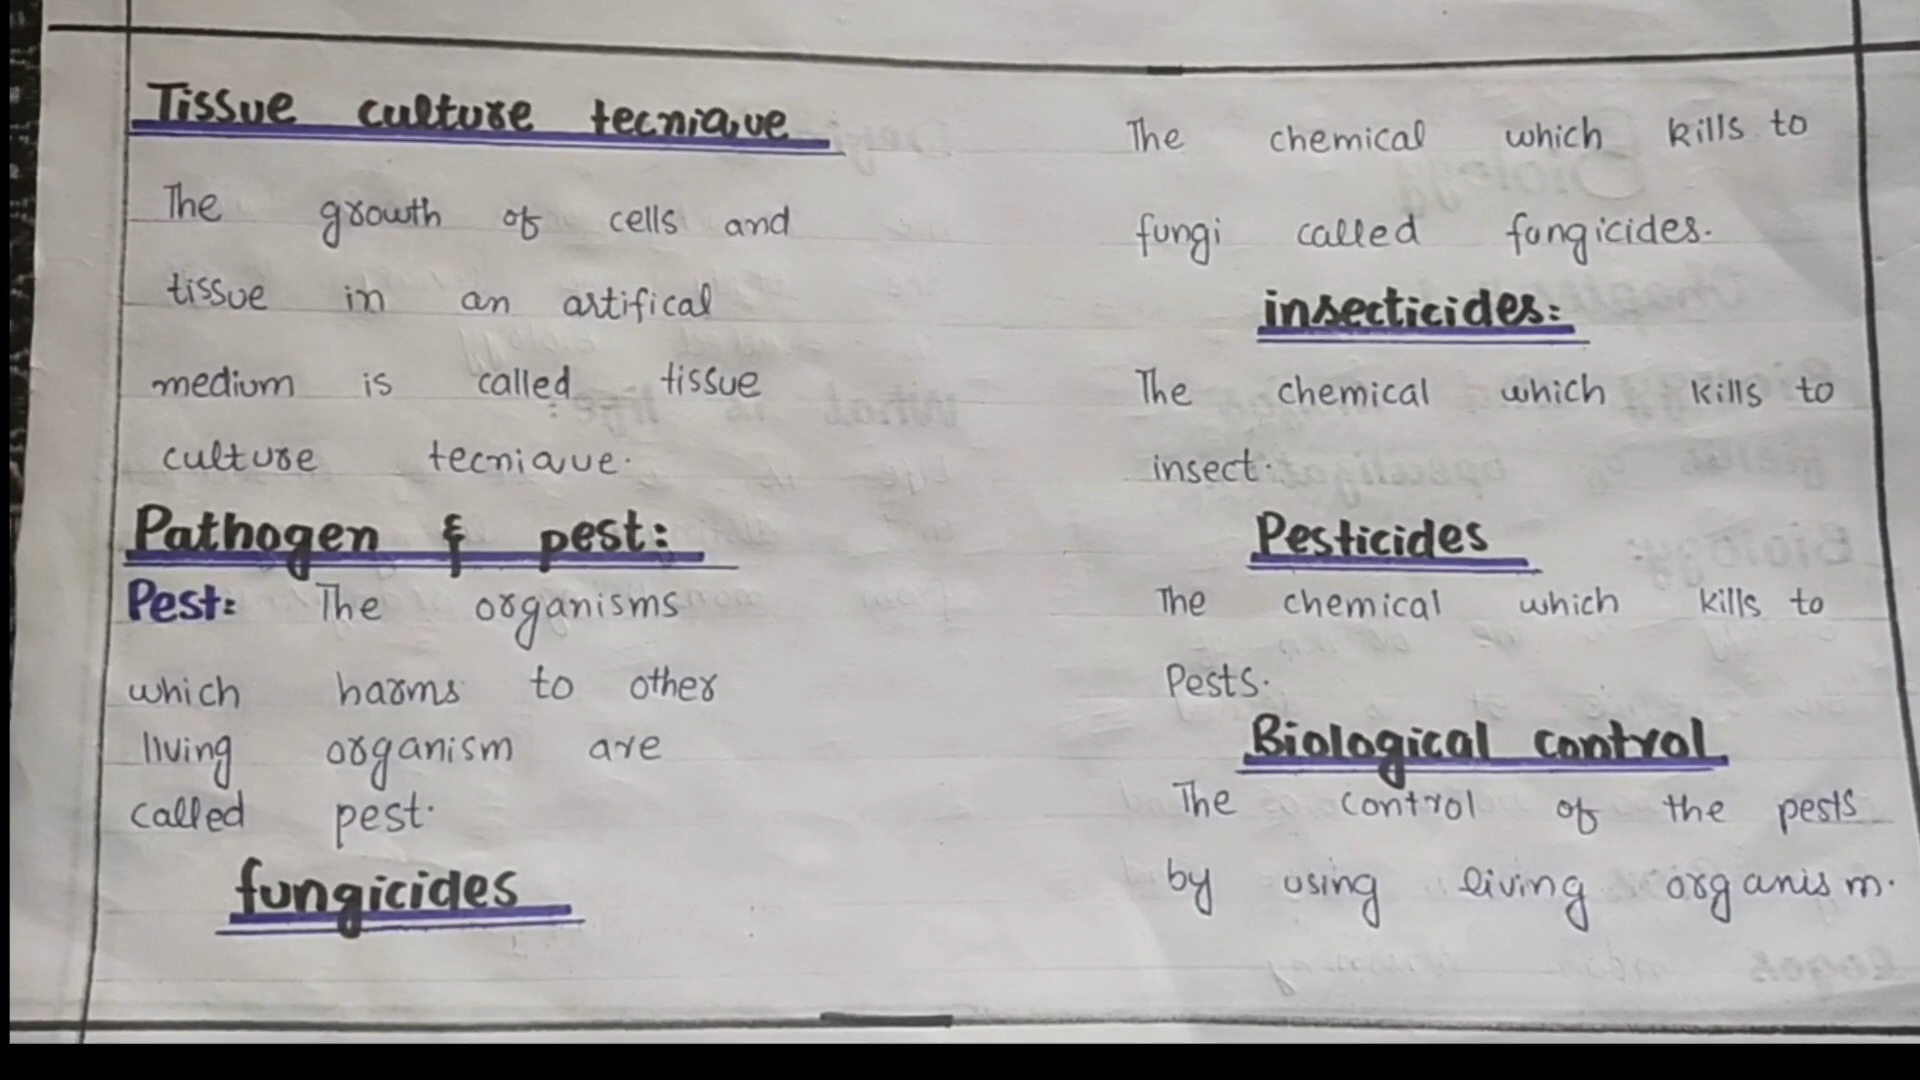 Tissue culture tecnique
The growth of cells and
tissue in an artifical
medium is called tissue
culture tecnique.
Pathogen & pest:
Pest: The organisms
which harms to other
living organism are
called pest.
fungicides
The chemical which kills to
fungi called fungicides.
insecticides:
The chemical which kills to
insect.
Pesticides
The chemical which kills to
Pests.
Biological control
The control of the pests
by using living organism.